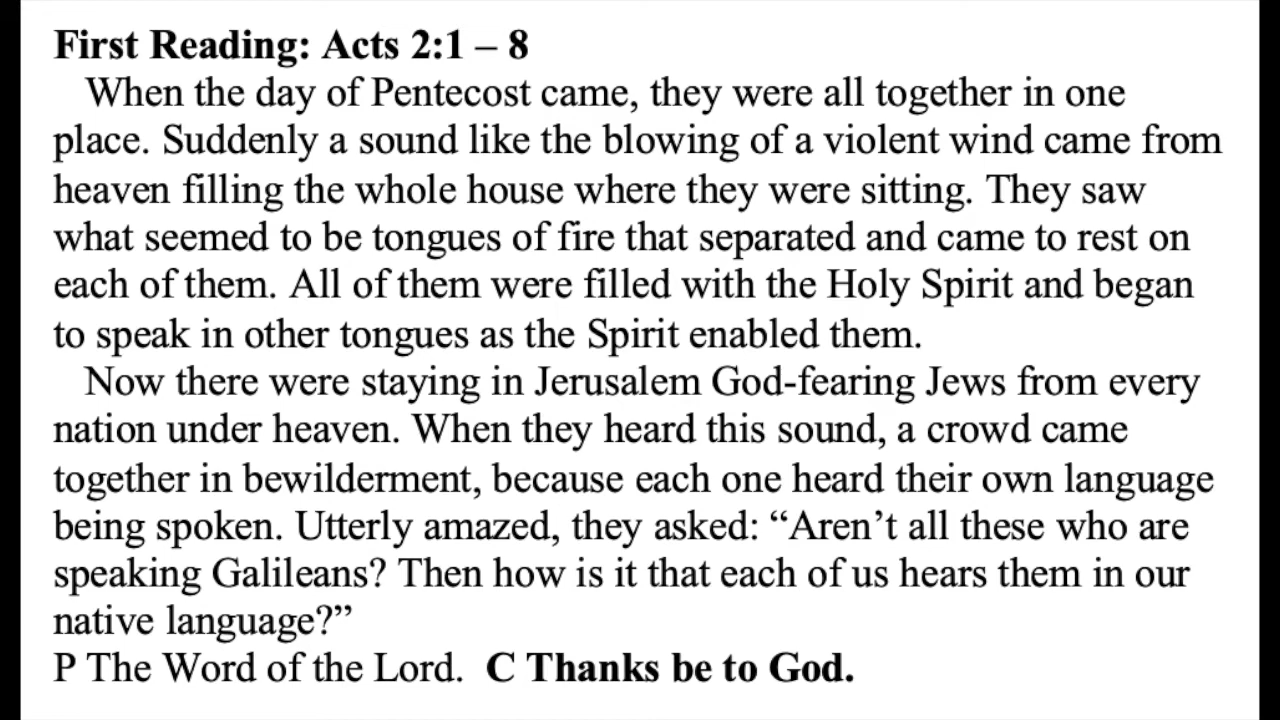 First Reading: Acts 2:1 – 8
When the day of Pentecost came, they were all together in one
place. Suddenly a sound like the blowing of a violent wind came from
heaven filling the whole house where they were sitting. They saw
what seemed to be tongues of fire that separated and came to rest on
each of them. All of them were filled with the Holy Spirit and began
to speak in other tongues as the Spirit enabled them.
Now there were staying in Jerusalem God-fearing Jews from every
nation under heaven. When they heard this sound, a crowd came
together in bewilderment, because each one heard their own language
being spoken. Utterly amazed, they asked: “Aren’t all these who are
speaking Galileans? Then how is it that each of us hears them in our
native language?”
P The Word of the Lord. C Thanks be to God.